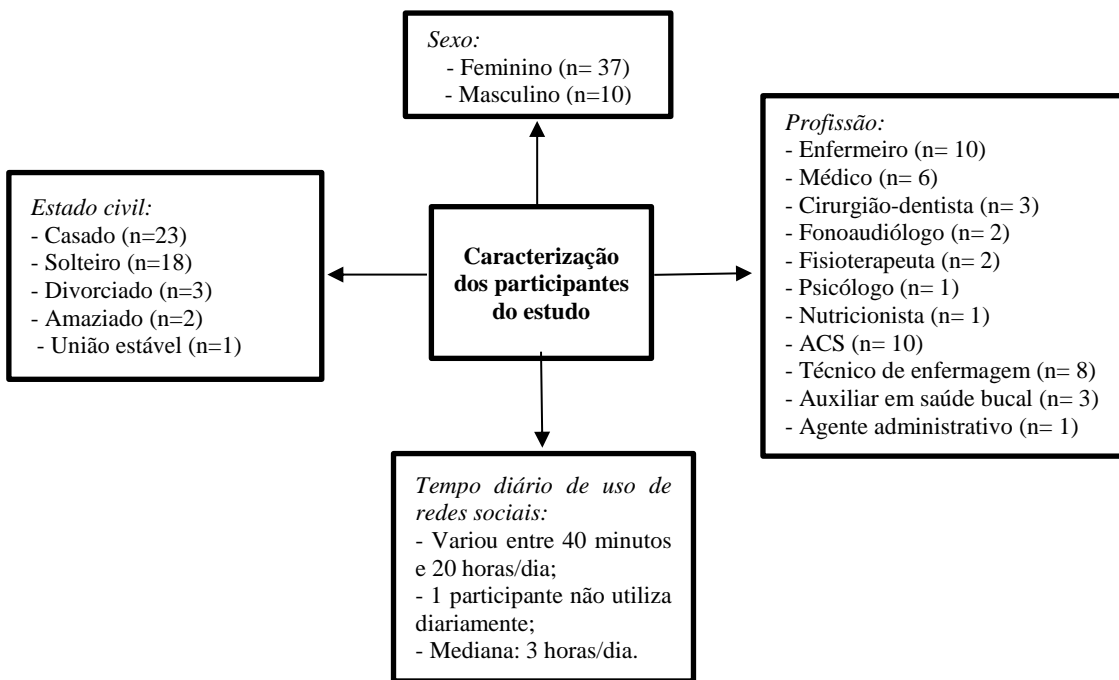 Sexo:
- Feminino (n= 37)
- Masculino (n=10)
Estado civil:
- Casado (n=23)
- Solteiro (n=18)
- Divorciado (n=3)
- Amaziado (n=2)
- União estável (n=1)
Caracterização
dos participantes
do estudo
Profissão:
- Enfermeiro (n= 10)
- Médico (n= 6)
- Cirurgião-dentista (n= 3)
- Fonoaudiólogo (n= 2)
- Fisioterapeuta (n= 2)
- Psicólogo (n= 1)
- Nutricionista (n= 1)
- ACS (n= 10)
- Técnico de enfermagem (n= 8)
- Auxiliar em saúde bucal (n= 3)
- Agente administrativo (n= 1)
Tempo diário de uso de
redes sociais:
- Variou entre 40 minutos
e 20 horas/dia;
- 1 participante não utiliza
diariamente;
- Mediana: 3 horas/dia.